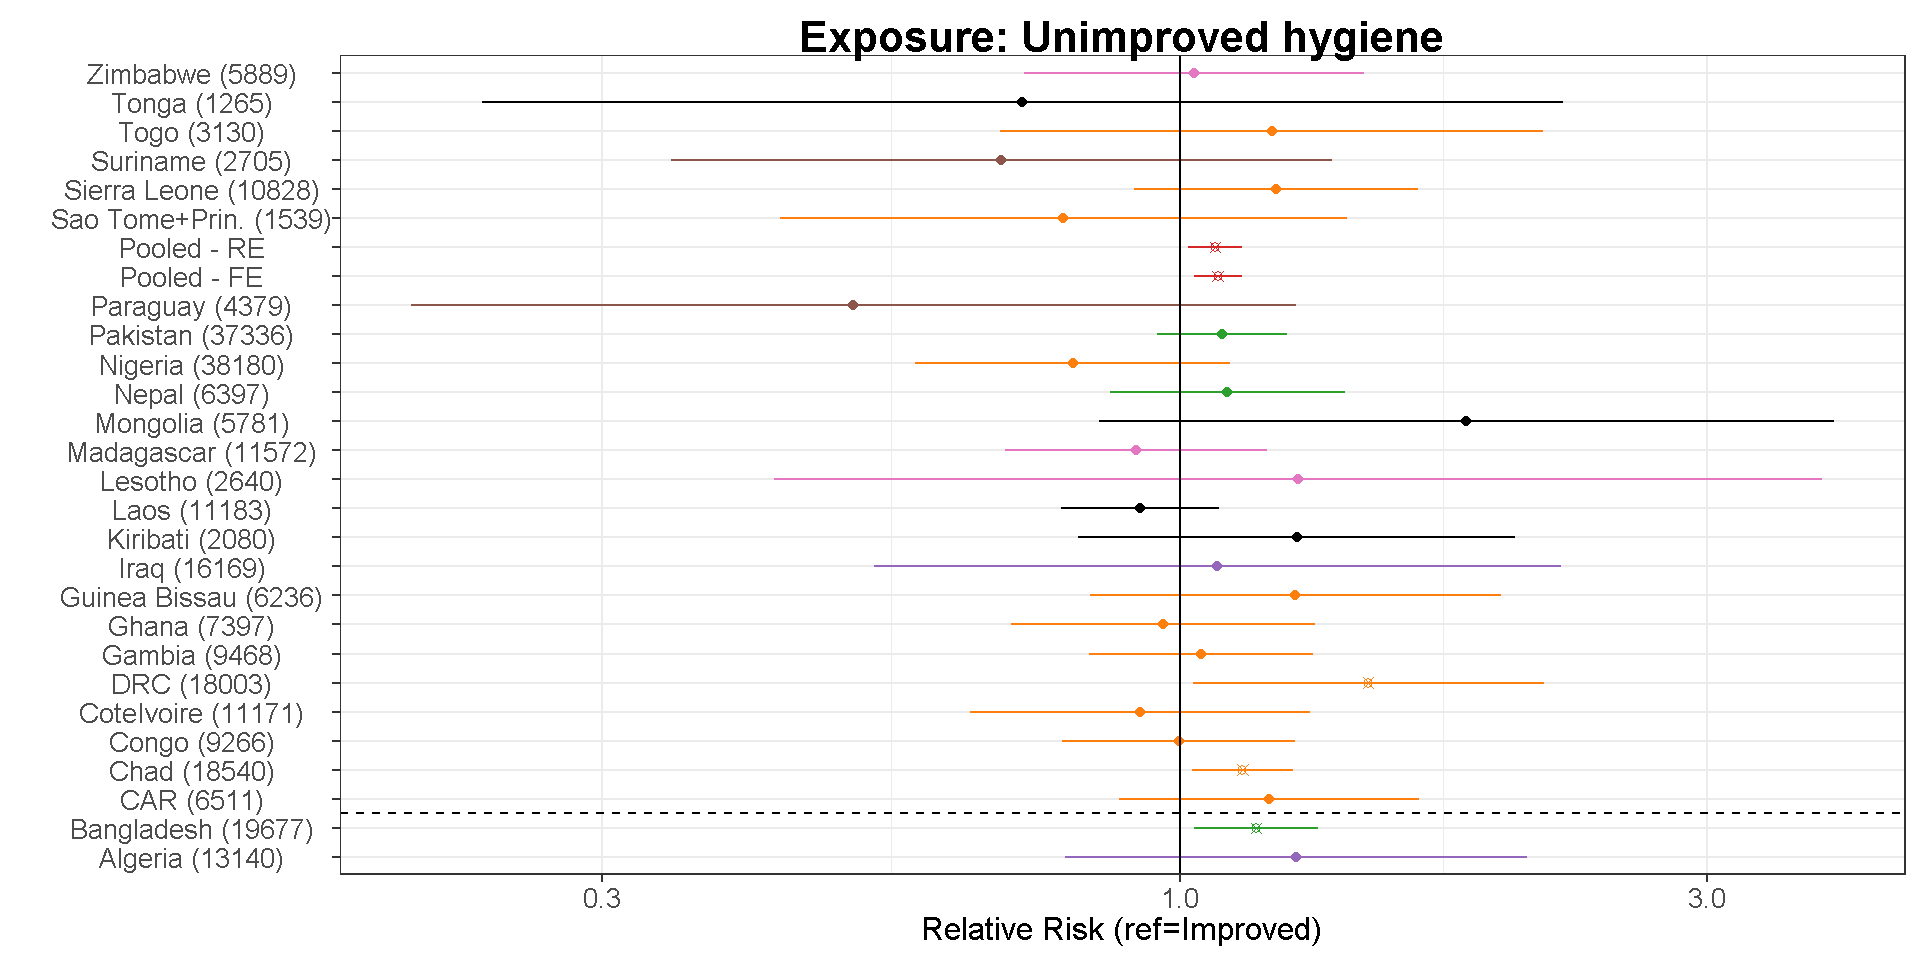 Exposure: Unimproved hygiene
Zimbabwe (5889)
Tonga (1265)
Togo (3130)
Suriname (2705)
Sierra Leone (10828)
Sao Tome+Prin. (1539)
Pooled - RE
Pooled - FE
Paraguay (4379)
Pakistan (37336)
Nigeria (38180)
Nepal (6397)
Mongolia (5781)
Madagascar (11572)
Lesotho (2640)
Laos (11183)
Kiribati (2080)
Iraq (16169)
Guinea Bissau (6236)
Ghana (7397)
Gambia (9468)
DRC (18003)
CoteIvoire (11171)
Congo (9266)
Chad (18540)
CAR (6511)
Bangladesh (19677)
Algeria (13140)
0.3 1.0 3.0
Relative Risk (ref=Improved)